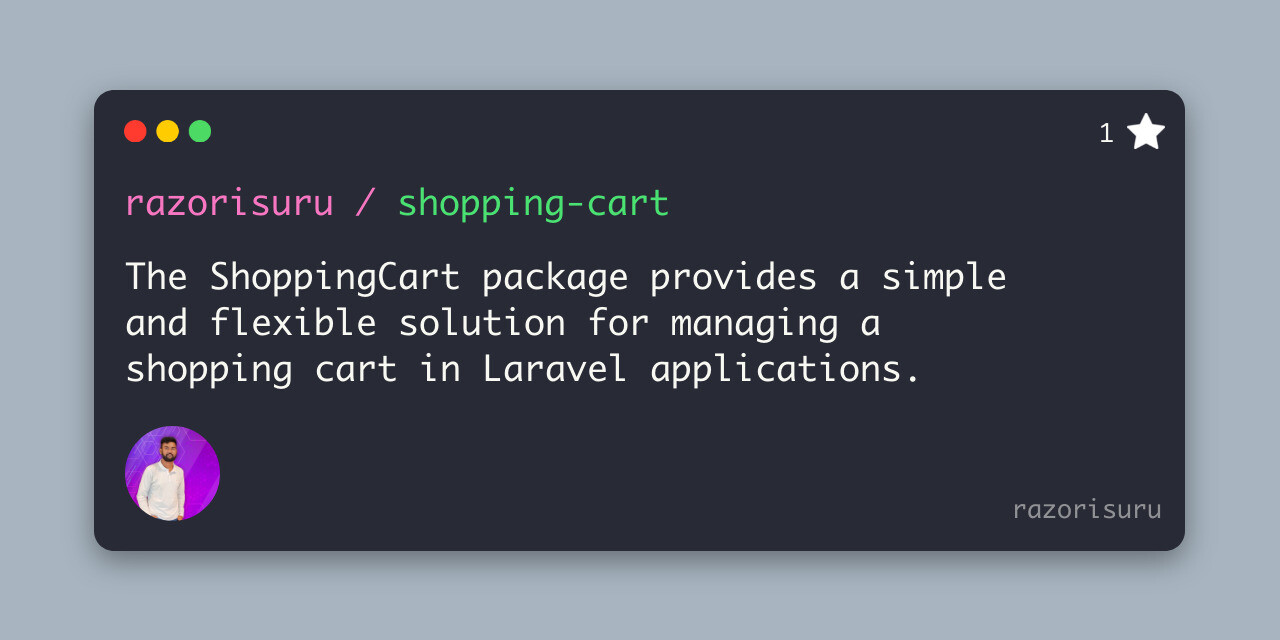 1
razorisuru / shopping-cart
The ShoppingCart package provides a simple
and flexible solution for managing a
shopping cart in Laravel applications.
razorisuru